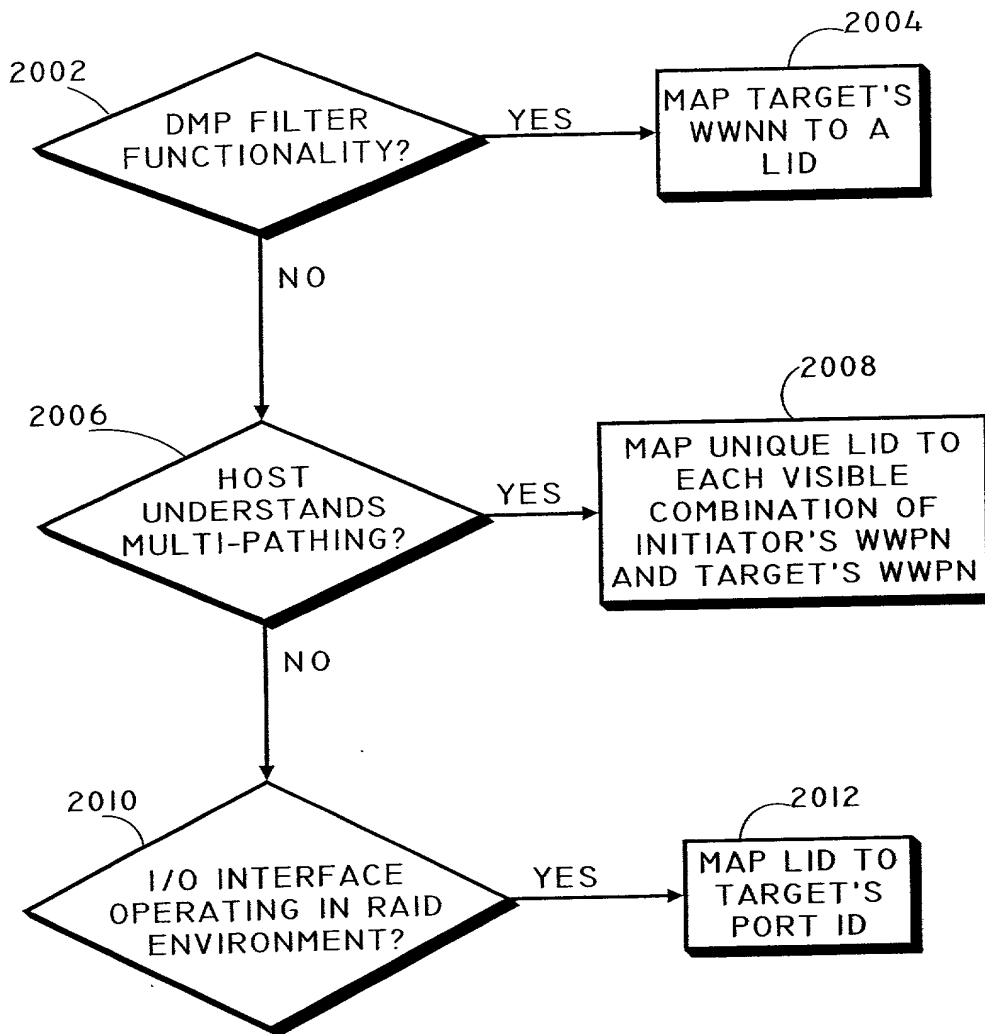 2002
DMP FILTER
FUNCTIONALITY?
YES
2004
MAP TARGET'S
WWNN TO A
LID
NO
2006
HOST
UNDERSTANDS
MULTI-PATHING?
YES
2008
MAP UNIQUE LID TO
EACH VISIBLE
COMBINATION OF
INITIATOR'S WWPN
AND TARGET'S WWPN
NO
2010
I/O INTERFACE
OPERATING IN RAID
ENVIRONMENT?
YES
2012
MAP LID TO
TARGET'S
PORT ID